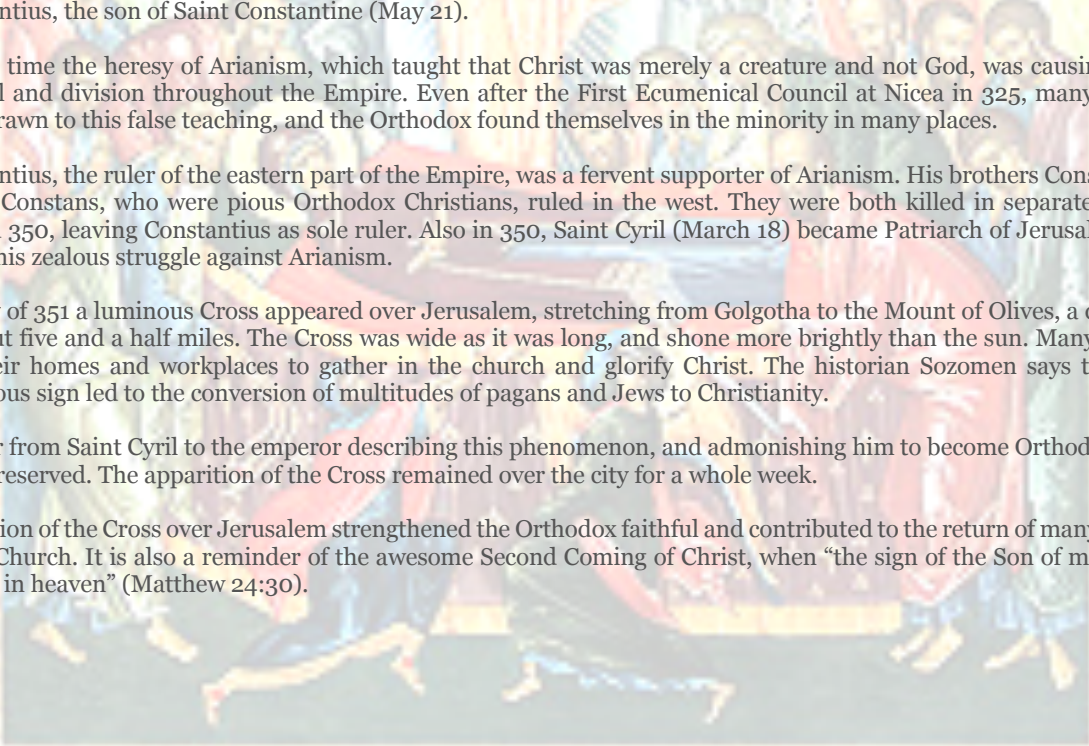 ntius, the son of Saint Constantine (May 21).
time the heresy of Arianism, which taught that Christ was merely a creature and not God, was causin
l and division throughout the Empire. Even after the First Ecumenical Council at Nicea in 325, many
rawn to this false teaching, and the Orthodox found themselves in the minority in many places.
ntius, the ruler of the eastern part of the Empire, was a fervent supporter of Arianism. His brothers Cons
Constans, who were pious Orthodox Christians, ruled in the west. They were both killed in separate
350, leaving Constantius as sole ruler. Also in 350, Saint Cyril (March 18) became Patriarch of Jerusal
his zealous struggle against Arianism.
of 351 a luminous Cross appeared over Jerusalem, stretching from Golgotha to the Mount of Olives, a d
ut five and a half miles. The Cross was wide as it was long, and shone more brightly than the sun. Many
eir homes and workplaces to gather in the church and glorify Christ. The historian Sozomen says t
ous sign led to the conversion of multitudes of pagans and Jews to Christianity.
r from Saint Cyril to the emperor describing this phenomenon, and admonishing him to become Orthod
reserved. The apparition of the Cross remained over the city for a whole week.
ion of the Cross over Jerusalem strengthened the Orthodox faithful and contributed to the return of many
Church. It is also a reminder of the awesome Second Coming of Christ, when “the sign of the Son of m
in heaven” (Matthew 24:30).